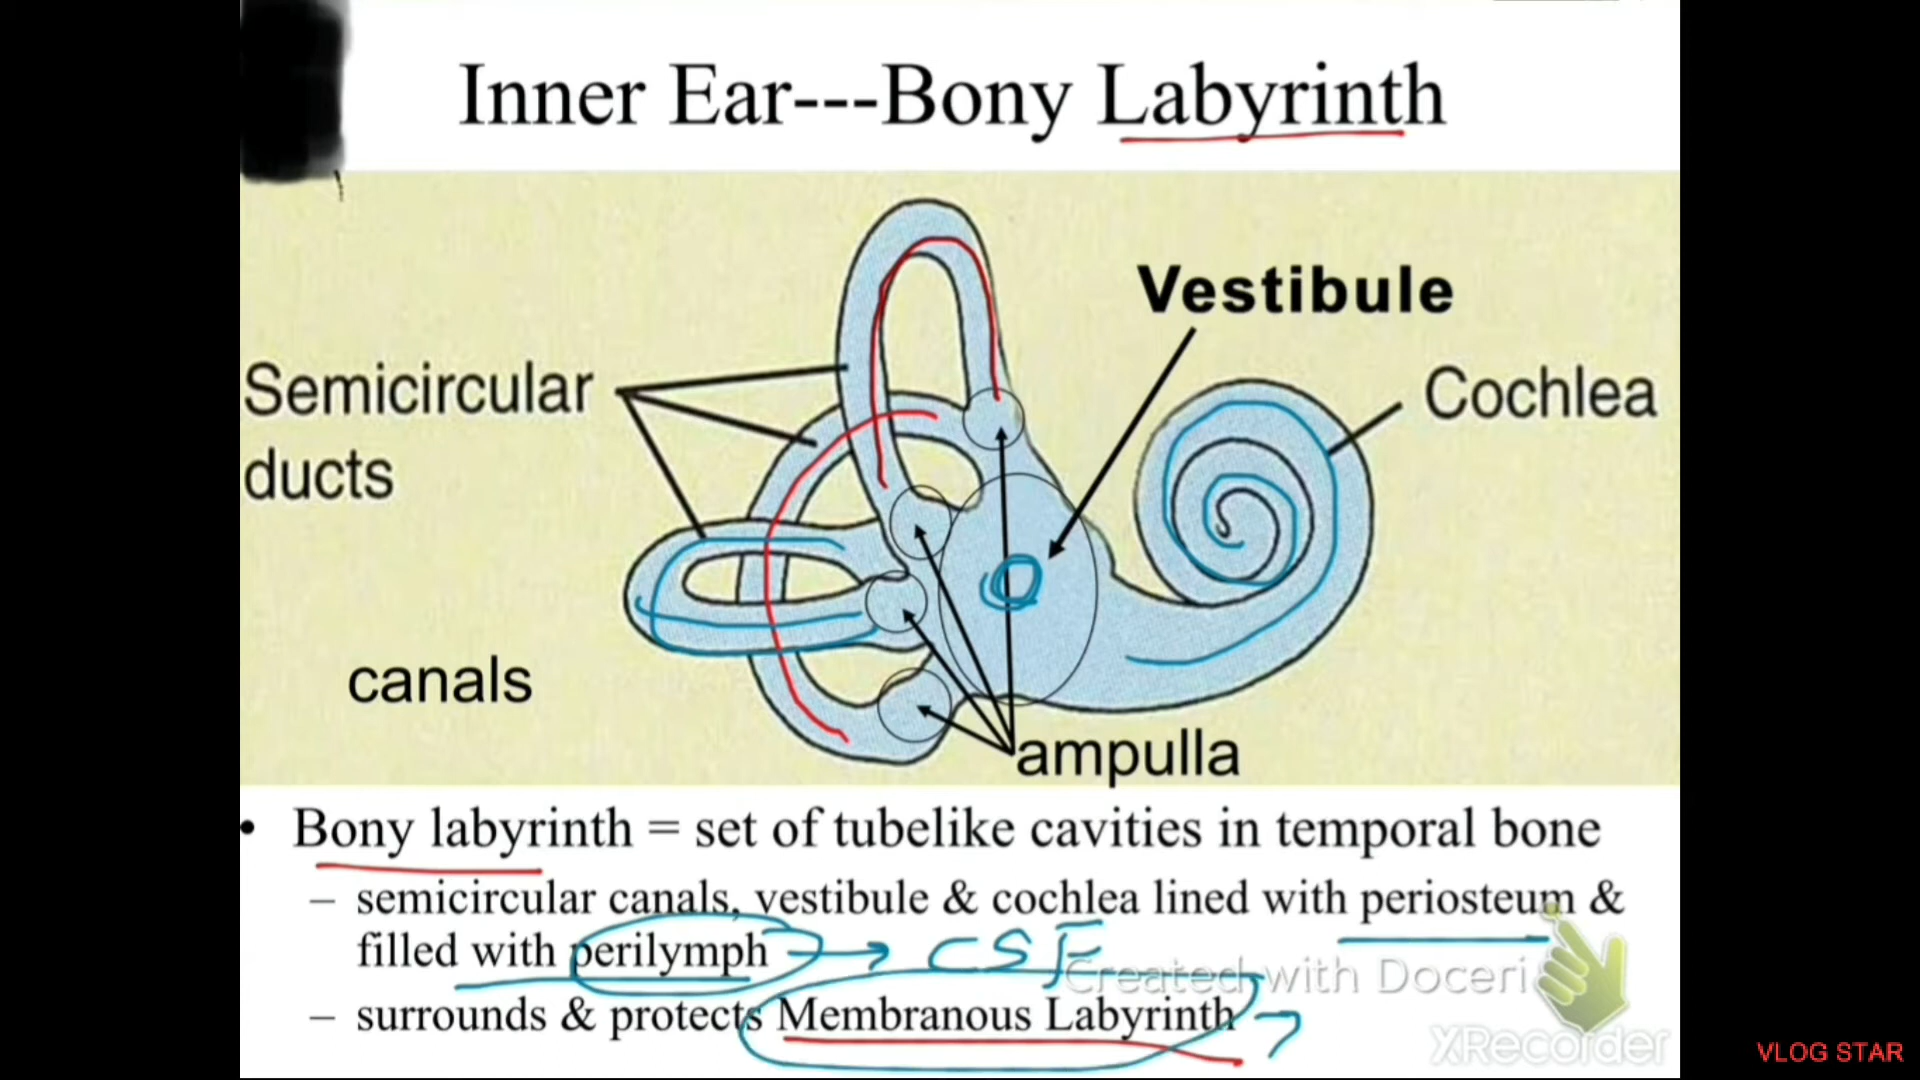 Inner Ear---Bony Labyrinth
Vestibule
Semicircular
ducts
Cochlea
canals
ampulla
• Bony labyrinth = set of tubelike cavities in temporal bone
– semicircular canals, vestibule & cochlea lined with periosteum &
filled with perilymph → CSF
Created with Doceri
– surrounds & protects Membranous Labyrinth →
XRecorder
VLOG STAR